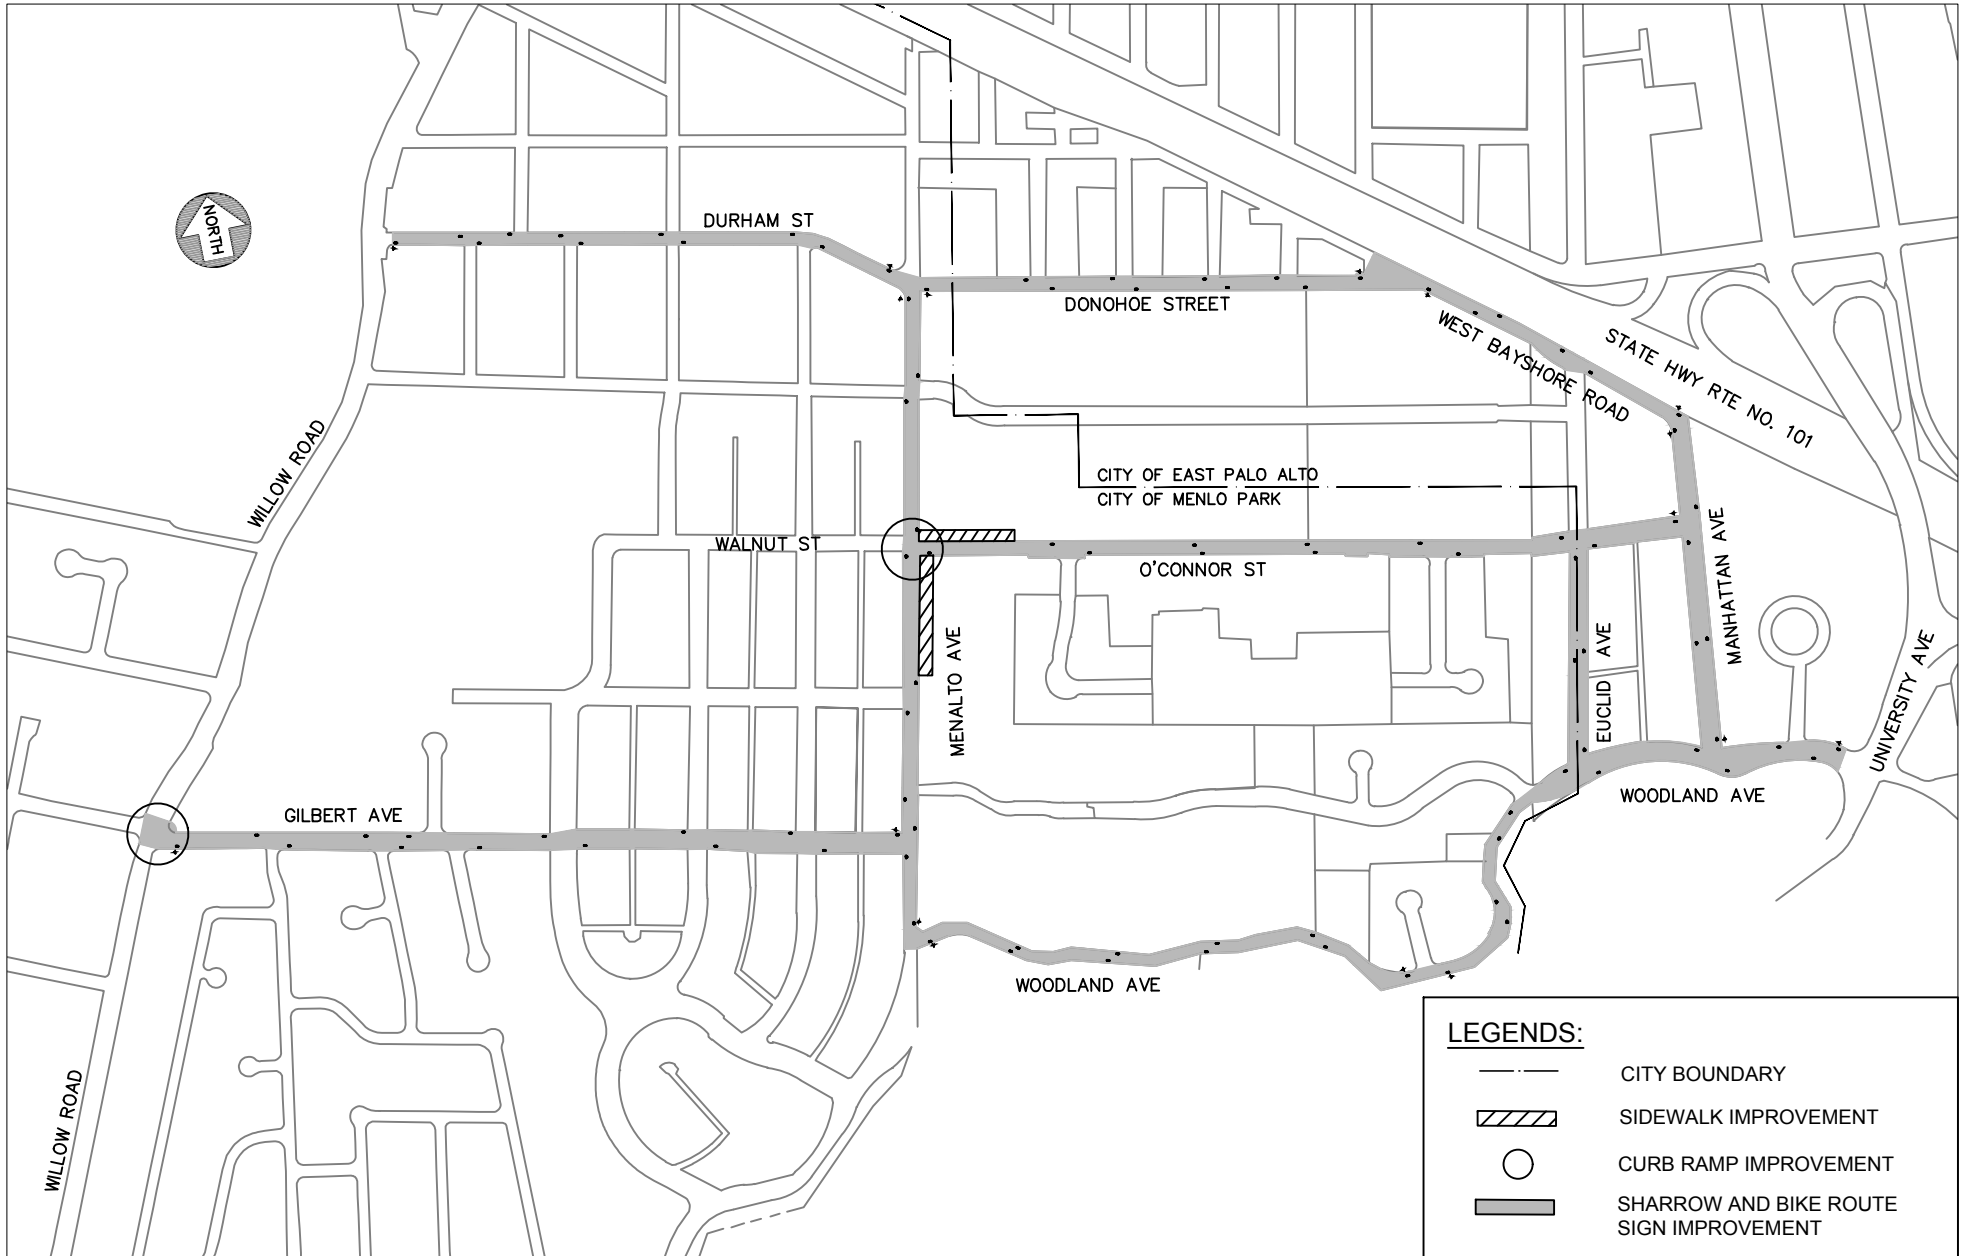 NORTH
DURHAM ST
DONOHOE STREET
WEST BAYSHORE ROAD
STATE HWY RTE NO. 101
WILLOW ROAD
CITY OF EAST PALO ALTO
CITY OF MENLO PARK
WALNUT ST
O'CONNOR ST
MENALTO AVE
EUCLID AVE
MANHATTAN AVE
UNIVERSITY AVE
GILBERT AVE
WOODLAND AVE
WOODLAND AVE
WILLOW ROAD
LEGENDS:
CITY BOUNDARY
SIDEWALK IMPROVEMENT
CURB RAMP IMPROVEMENT
SHARROW AND BIKE ROUTE
SIGN IMPROVEMENT